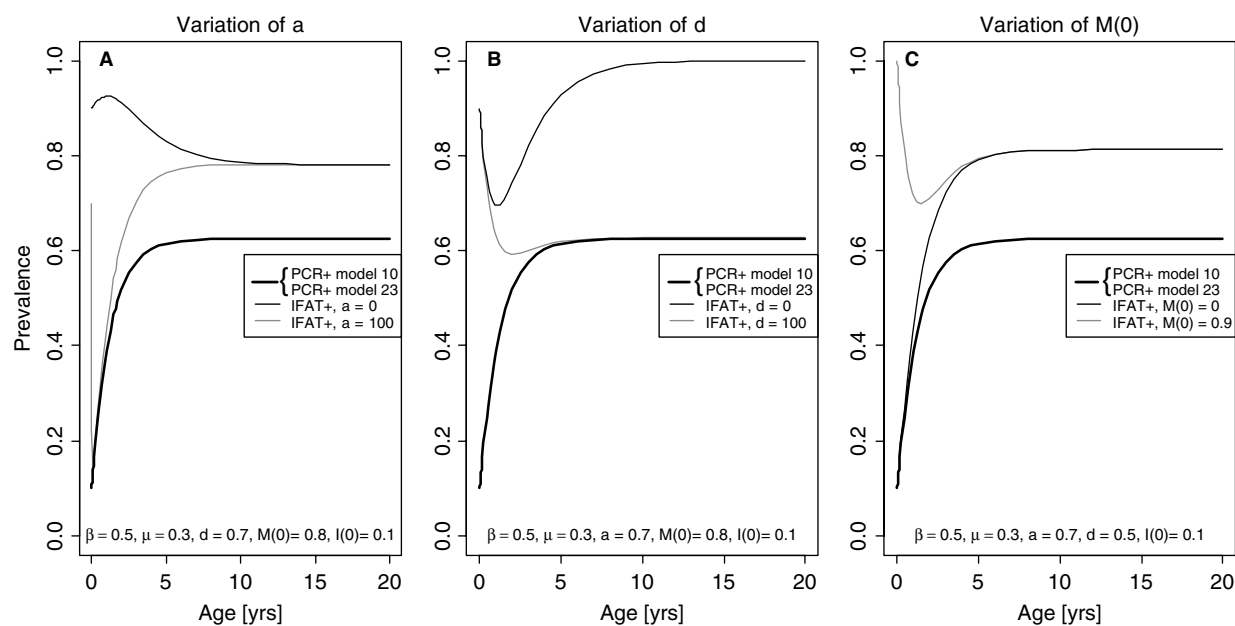 Variation of a
Variation of d
Variation of M(0)
Prevalence
A
1.0
0.8
0.6
0.4
0.2
0.0
PCR+ model 10
PCR+ model 23
IFAT+, a = 0
IFAT+, a = 100
β = 0.5, μ = 0.3, d = 0.7, M(0)= 0.8, I(0)= 0.1
0 5 10 15 20
Age [yrs]
B
1.0
0.8
0.6
0.4
0.2
0.0
PCR+ model 10
PCR+ model 23
IFAT+, d = 0
IFAT+, d = 100
β = 0.5, μ = 0.3, a = 0.7, M(0)= 0.8, I(0)= 0.1
0 5 10 15 20
Age [yrs]
C
1.0
0.8
0.6
0.4
0.2
0.0
PCR+ model 10
PCR+ model 23
IFAT+, M(0) = 0
IFAT+, M(0) = 0.9
β = 0.5, μ = 0.3, a = 0.7, d = 0.5, I(0)= 0.1
0 5 10 15 20
Age [yrs]